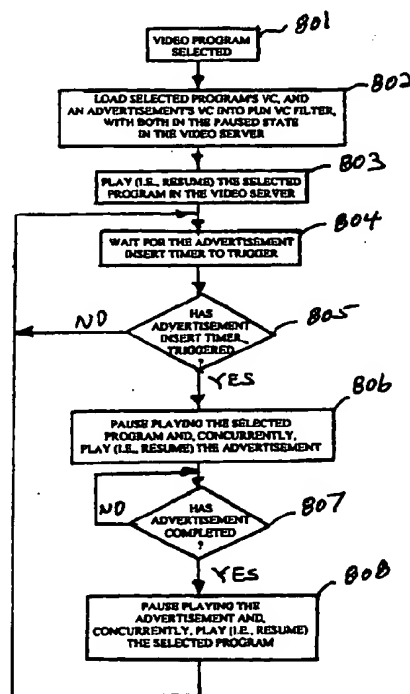 801
VIDEO PROGRAM
SELECTED
802
LOAD SELECTED PROGRAM'S VC, AND
AN ADVERTISEMENT'S VC INTO PUN VC FILTER,
WITH BOTH IN THE PAUSED STATE
IN THE VIDEO SERVER
803
PLAY (I.E., RESUME) THE SELECTED
PROGRAM IN THE VIDEO SERVER
804
WAIT FOR THE ADVERTISEMENT
INSERT TIMER TO TRIGGER
805
HAS
ADVERTISEMENT
INSERT TIMER
TRIGGERED
?
NO
YES
806
PAUSE PLAYING THE SELECTED
PROGRAM AND, CONCURRENTLY,
PLAY (I.E., RESUME) THE ADVERTISEMENT
807
HAS
ADVERTISEMENT
COMPLETED
?
NO
YES
808
PAUSE PLAYING THE
ADVERTISEMENT AND,
CONCURRENTLY, PLAY (I.E., RESUME)
THE SELECTED PROGRAM